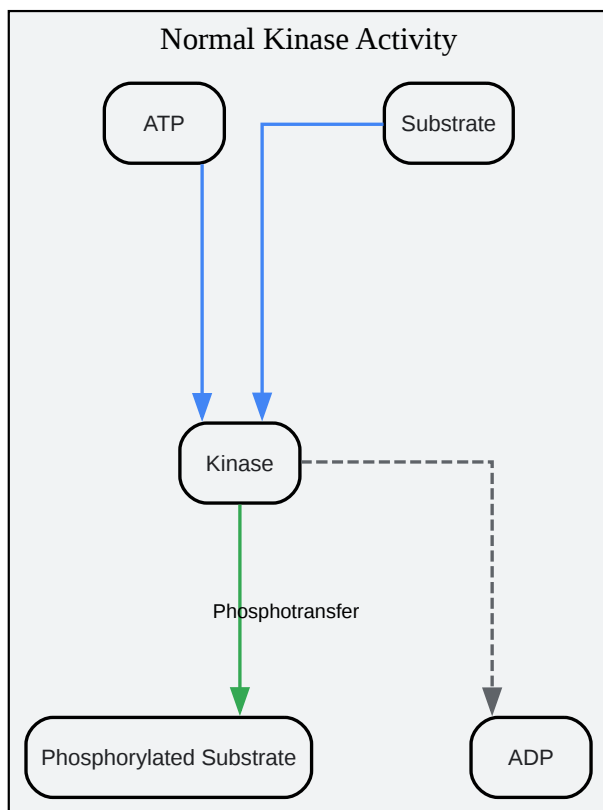 Normal Kinase Activity
ATP
Substrate
Kinase
Phosphotransfer
Phosphorylated Substrate
ADP